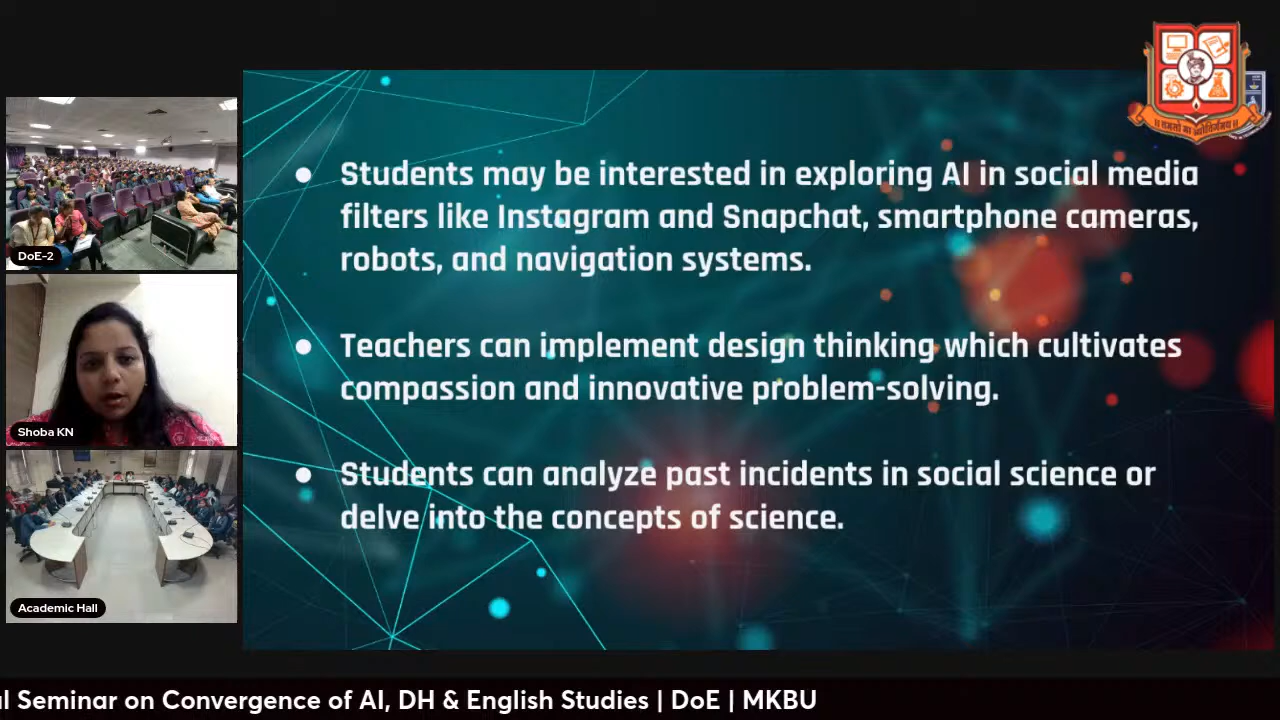 Students may be interested in exploring AI in social media
filters like Instagram and Snapchat, smartphone cameras,
robots, and navigation systems.
Teachers can implement design thinking which cultivates
compassion and innovative problem-solving.
Students can analyze past incidents in social science or
delve into the concepts of science.
DoE-2
Shoba KN
Academic Hall
l Seminar on Convergence of AI, DH & English Studies | DoE | MKBU